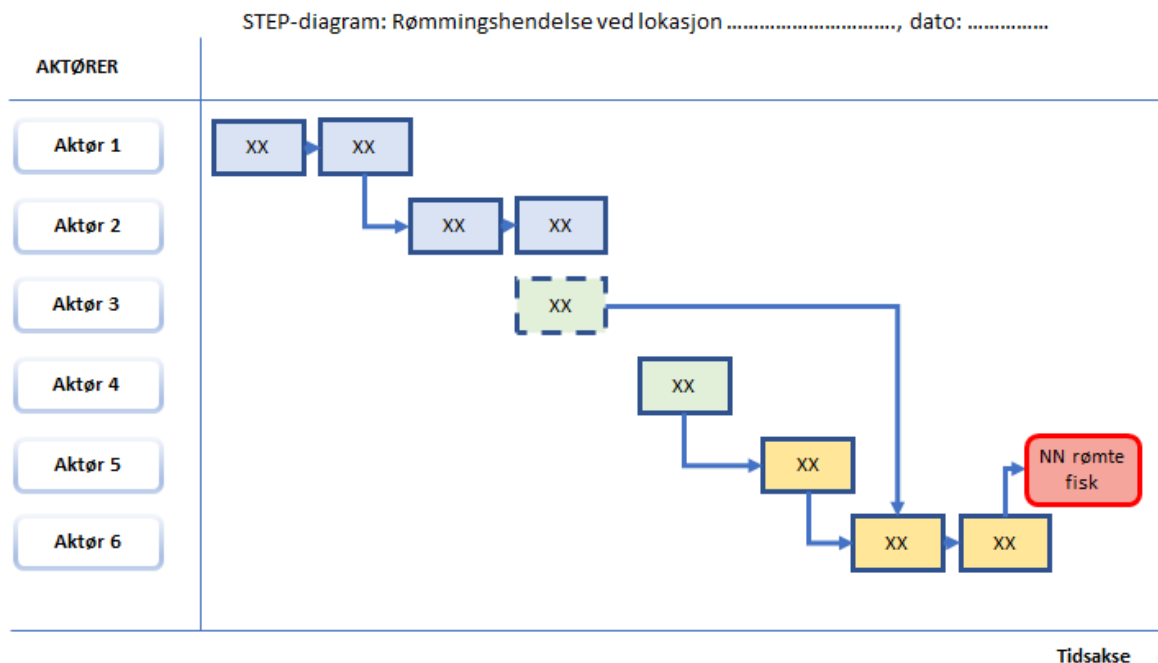 STEP-diagram: Rømmingshendelse ved lokasjon ................................., dato: ...............
AKTØRER
Aktør 1
XX
XX
Aktør 2
XX
XX
Aktør 3
XX
Aktør 4
XX
Aktør 5
XX
NN rømte
fisk
Aktør 6
XX
XX
Tidsakse